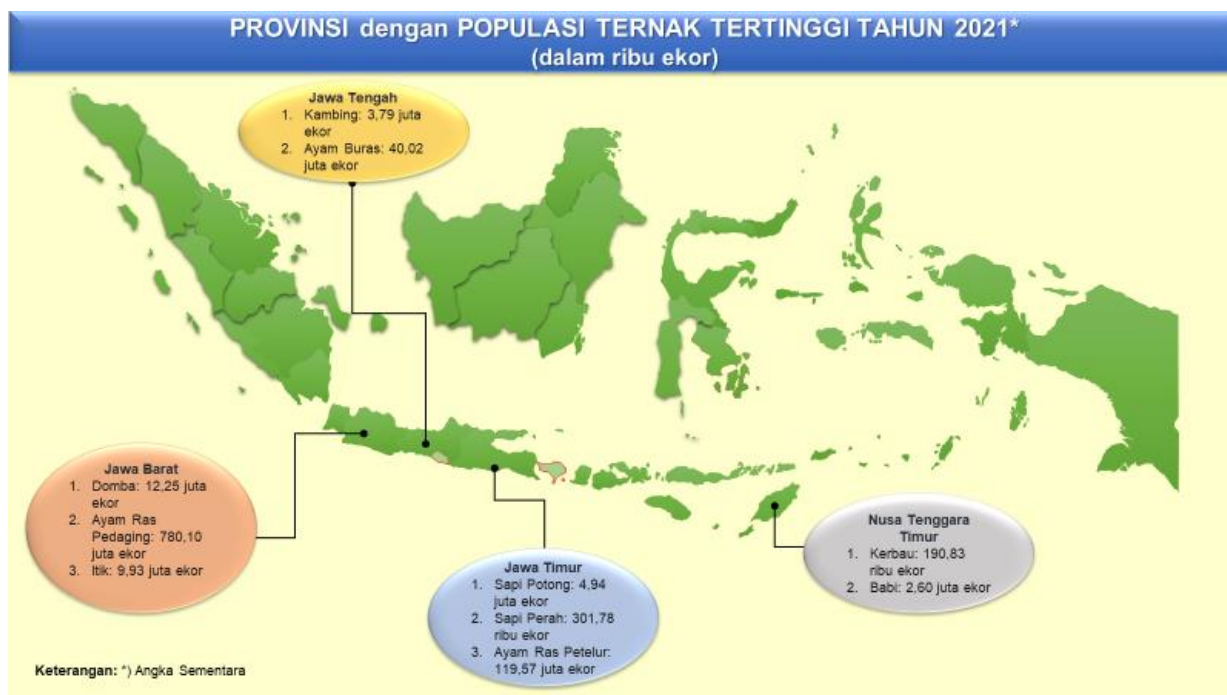 PROVINSI dengan POPULASI TERNAK TERTINGGI TAHUN 2021*
(dalam ribu ekor)
Jawa Tengah
1. Kambing: 3,79 juta
ekor
2. Ayam Buras: 40,02
juta ekor
Jawa Barat
1. Domba: 12,25 juta
ekor
2. Ayam Ras
Pedaging: 780,10
juta ekor
3. Itik: 9,93 juta ekor
Jawa Timur
1. Sapi Potong: 4,94
juta ekor
2. Sapi Perah: 301,78
ribu ekor
3. Ayam Ras Petelur:
119,57 juta ekor
Nusa Tenggara
Timur
1. Kerbau: 190,83
ribu ekor
2. Babi: 2,60 juta ekor
Keterangan: *) Angka Sementara